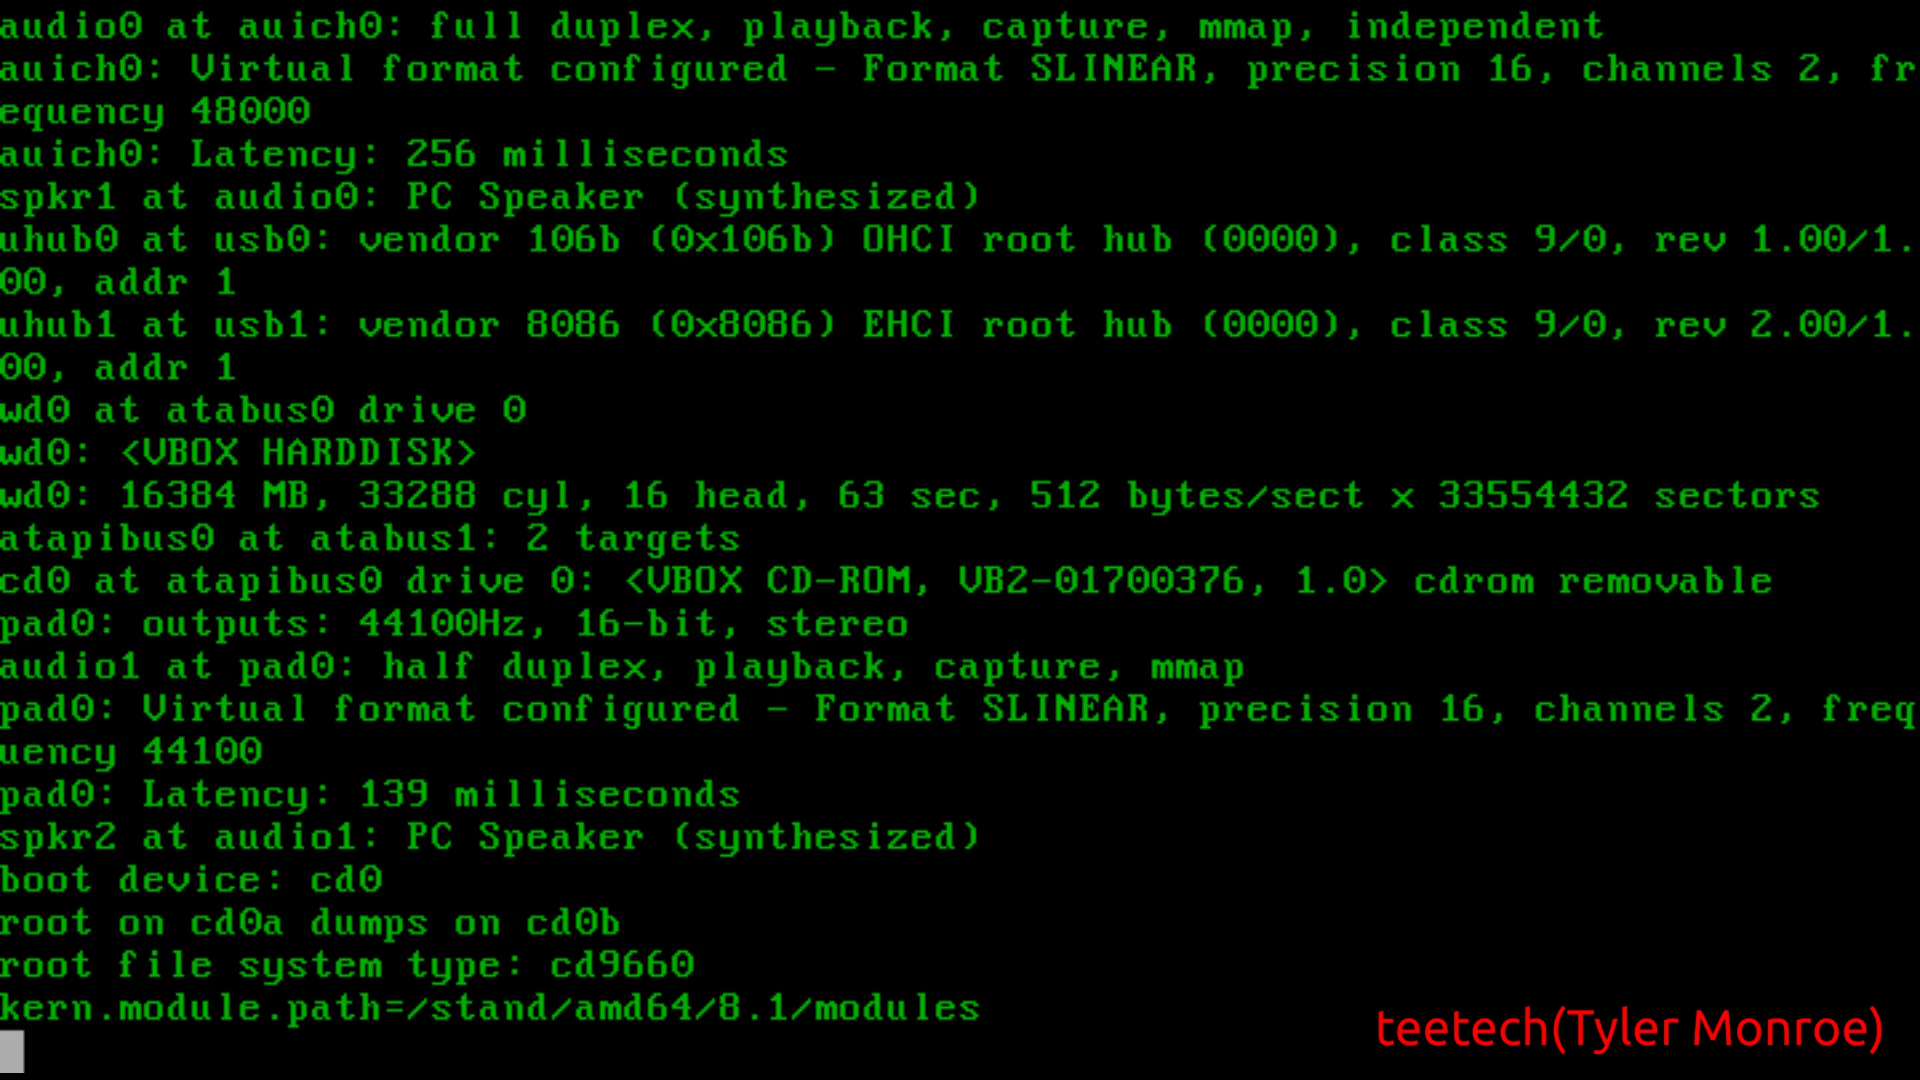 audio0 at auich0: full duplex, playback, capture, mmap, independent
auich0: Virtual format configured - Format SLINEAR, precision 16, channels 2, fr
equency 48000
auich0: Latency: 256 milliseconds
spkr1 at audio0: PC Speaker (synthesized)
uhub0 at usb0: vendor 106b (0x106b) OHCI root hub (0000), class 9/0, rev 1.00/1.
00, addr 1
uhub1 at usb1: vendor 8086 (0x8086) EHCI root hub (0000), class 9/0, rev 2.00/1.
00, addr 1
wd0 at atabus0 drive 0
wd0: <VBOX HARDDISK>
wd0: 16384 MB, 33288 cyl, 16 head, 63 sec, 512 bytes/sect x 33554432 sectors
atapibus0 at atabus1: 2 targets
cd0 at atapibus0 drive 0: <VBOX CD-ROM, VB2-01700376, 1.0> cdrom removable
pad0: outputs: 44100Hz, 16-bit, stereo
audio1 at pad0: half duplex, playback, capture, mmap
pad0: Virtual format configured - Format SLINEAR, precision 16, channels 2, freq
uency 44100
pad0: Latency: 139 milliseconds
spkr2 at audio1: PC Speaker (synthesized)
boot device: cd0
root on cd0a dumps on cd0b
root file system type: cd9660
kern.module.path=/stand/amd64/8.1/modules
teetech(Tyler Monroe)